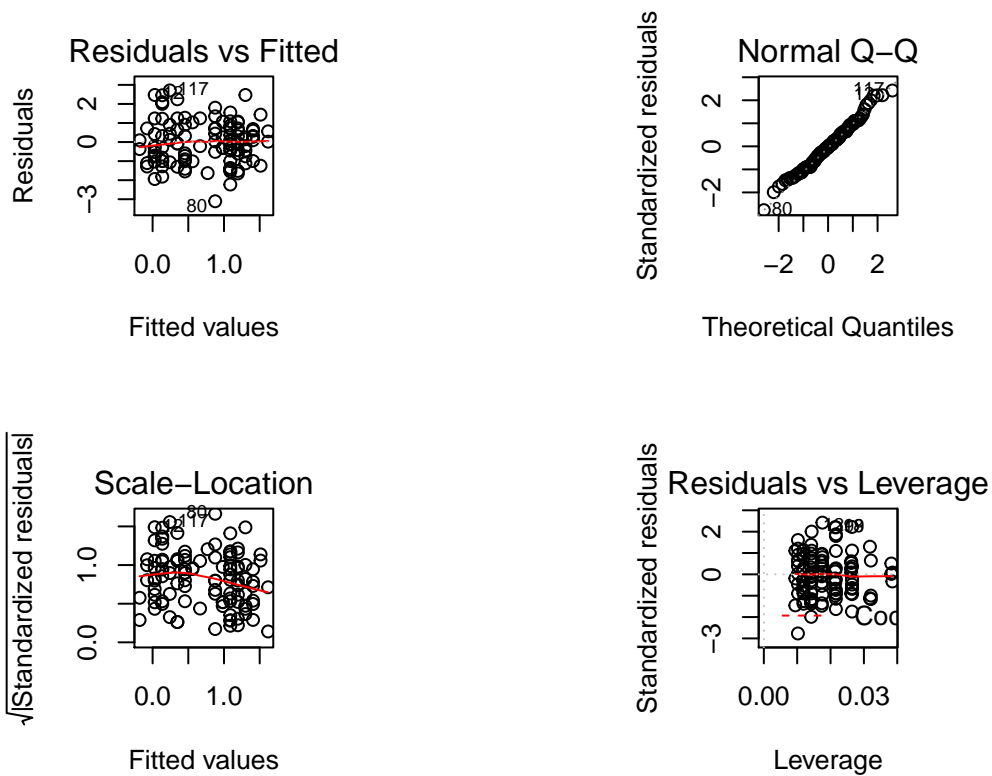 Residuals vs Fitted
Residuals
2
0
−3
117
80
0.0 1.0
Fitted values
Normal Q−Q
Standardized residuals
2
0
−2
117
80
−2 0 2
Theoretical Quantiles
Scale−Location
√|Standardized residuals|
1.0
0.0
80
117
0.0 1.0
Fitted values
Residuals vs Leverage
Standardized residuals
2
0
−3
0.00 0.03
Leverage